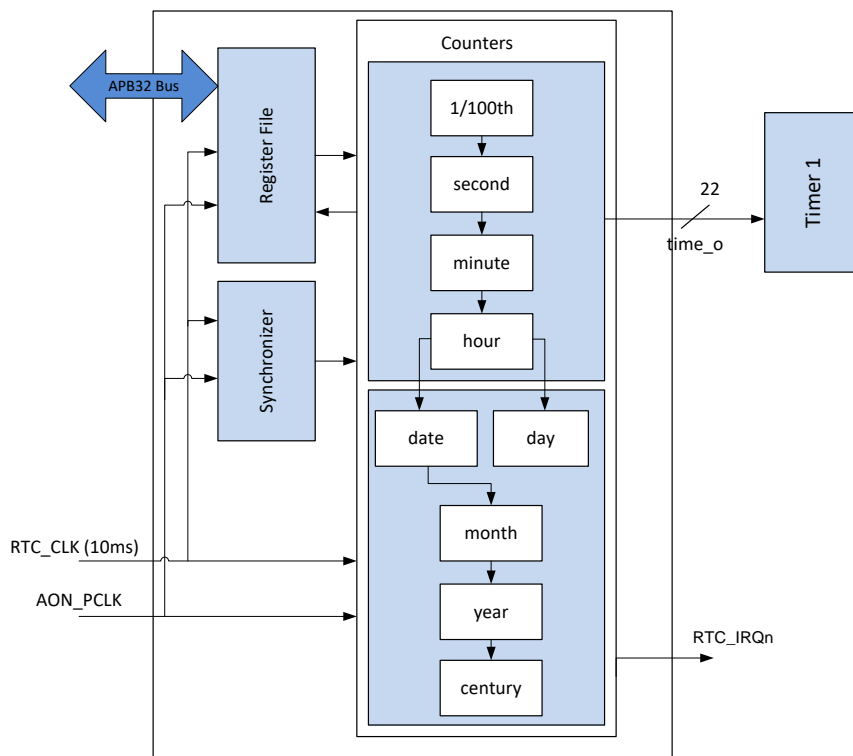 Counters
APB32 Bus
Register File
1/100th
second
minute
hour
22
time_o
Timer 1
Synchronizer
date
day
month
year
century
RTC_CLK (10ms)
AON_PCLK
RTC_IRQn